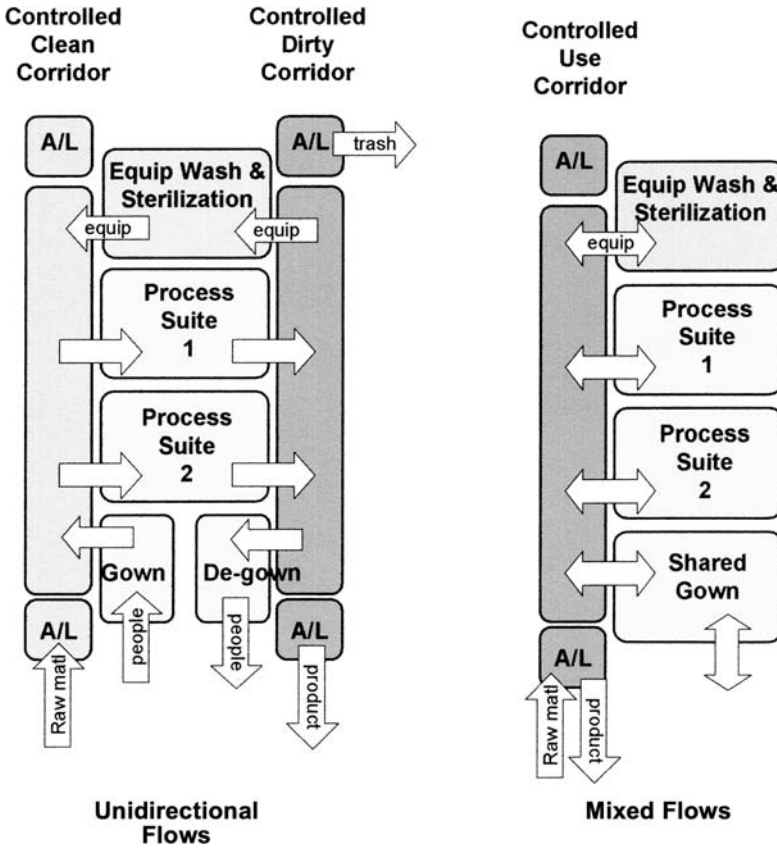 Controlled
Clean
Corridor
Controlled
Dirty
Corridor
A/L
A/L
trash
Equip Wash &
Sterilization
equip
equip
Process
Suite
1
Process
Suite
2
Gown
De-gown
A/L
A/L
Raw matl
people
people
product
Unidirectional
Flows
Controlled
Use
Corridor
A/L
Equip Wash &
Sterilization
equip
Process
Suite
1
Process
Suite
2
Shared
Gown
A/L
Raw matl
product
Mixed Flows